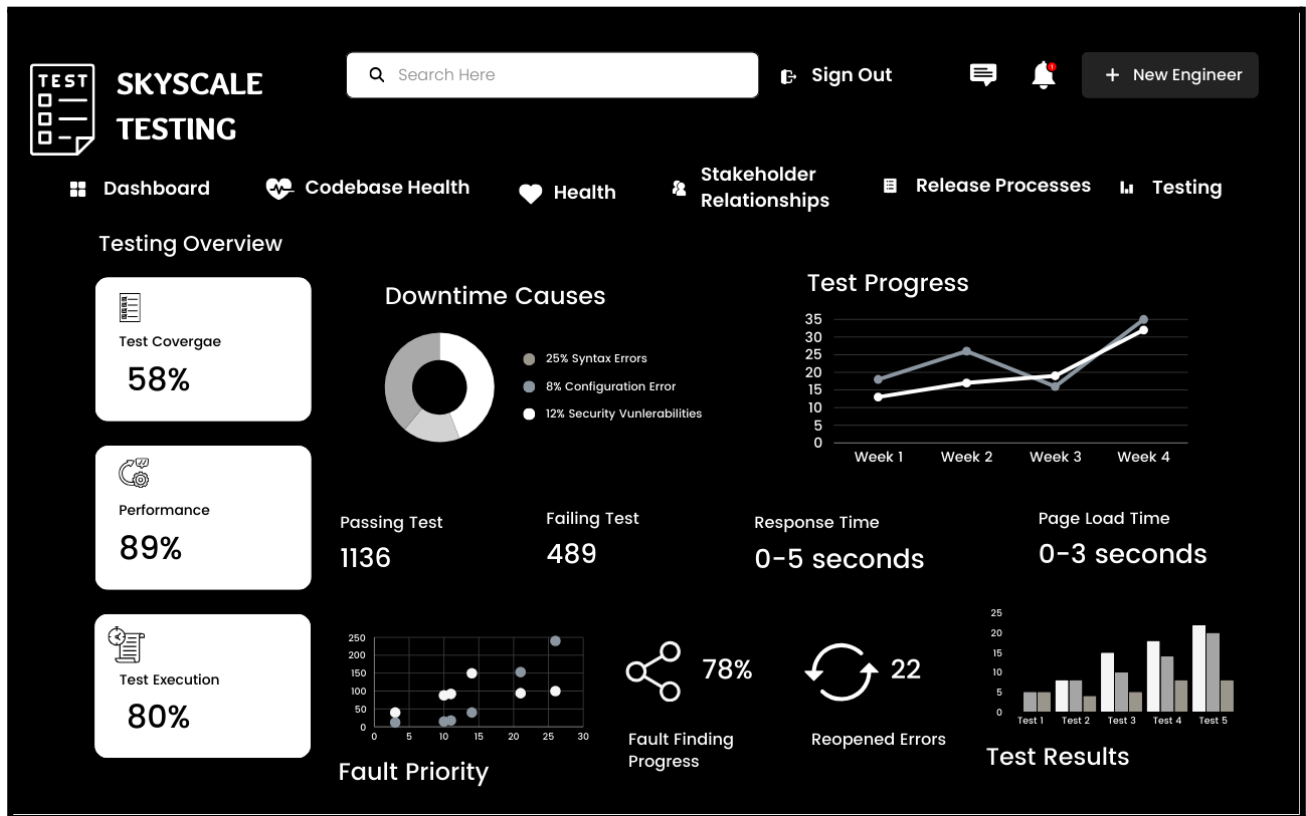 TEST
SKYSCALE
TESTING
Search Here
Sign Out
1
+ New Engineer
Dashboard
Codebase Health
Health
Stakeholder
Relationships
Release Processes
Testing
Testing Overview
Test Covergae
58%
Performance
89%
Test Execution
80%
Downtime Causes
25% Syntax Errors
8% Configuration Error
12% Security Vunlerabilities
Test Progress
35
30
25
20
15
10
5
0
Week 1 Week 2 Week 3 Week 4
Passing Test
1136
Failing Test
489
Response Time
0-5 seconds
Page Load Time
0-3 seconds
250
200
150
100
50
0
0 5 10 15 20 25 30
Fault Priority
78%
Fault Finding
Progress
22
Reopened Errors
25
20
15
10
5
0
Test 1 Test 2 Test 3 Test 4 Test 5
Test Results